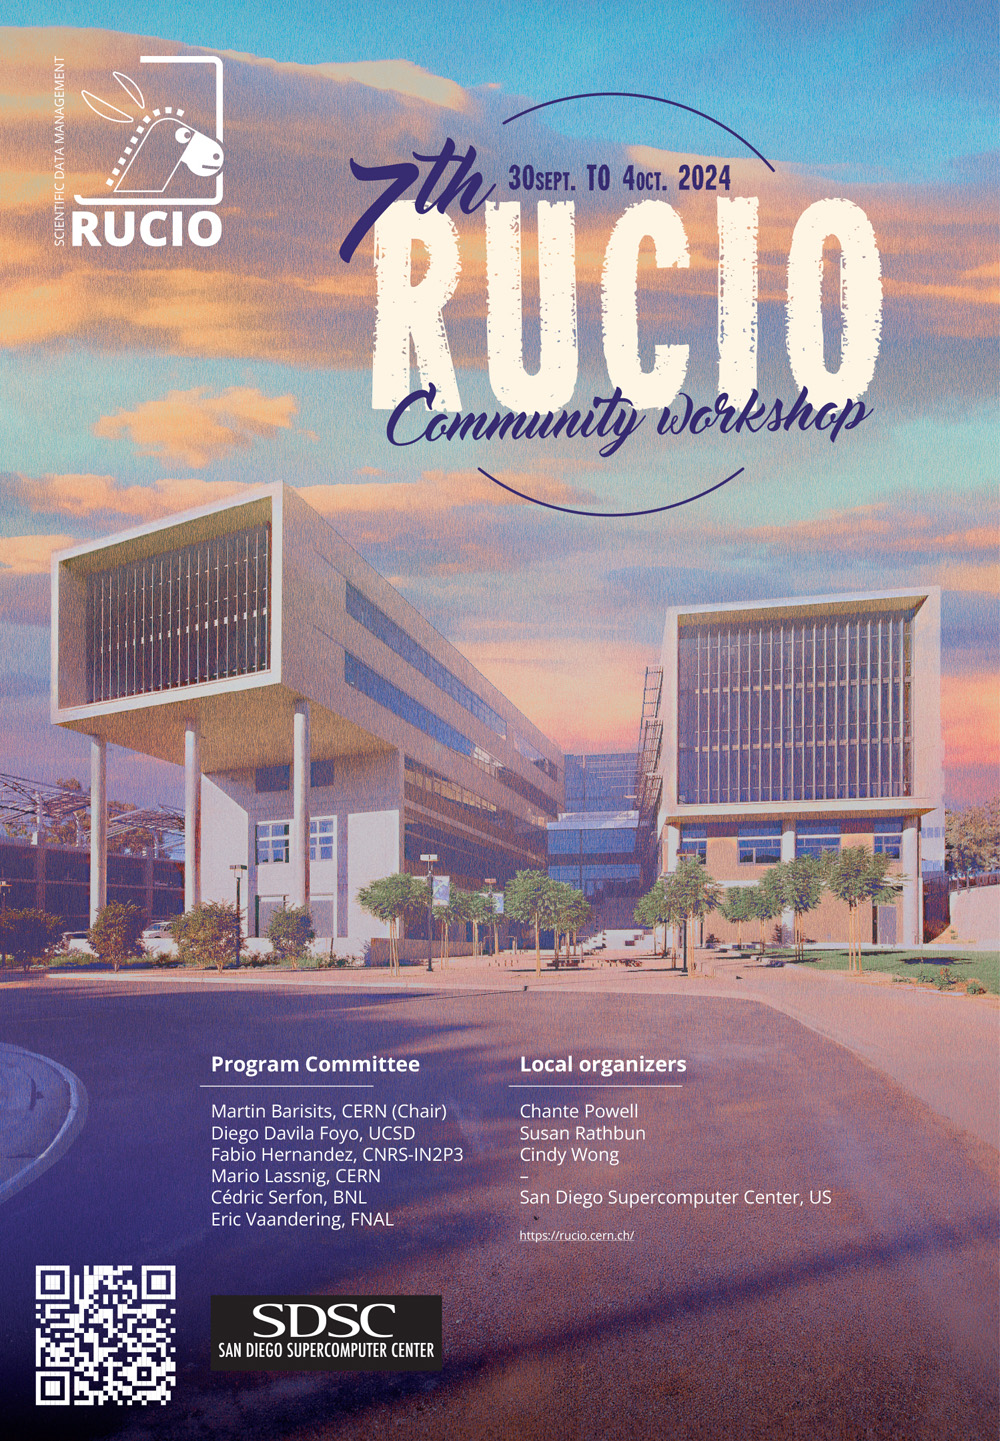 SCIENTIFIC DATA MANAGEMENT
RUCIO
7th
30SEPT. TO 4OCT. 2024
RUCIO
Community workshop
Program Committee
Martin Barisits, CERN (Chair)
Diego Davila Foyo, UCSD
Fabio Hernandez, CNRS-IN2P3
Mario Lassnig, CERN
Cédric Serfon, BNL
Eric Vaandering, FNAL
Local organizers
Chante Powell
Susan Rathbun
Cindy Wong
–
San Diego Supercomputer Center, US
https://rucio.cern.ch/
SDSC
SAN DIEGO SUPERCOMPUTER CENTER